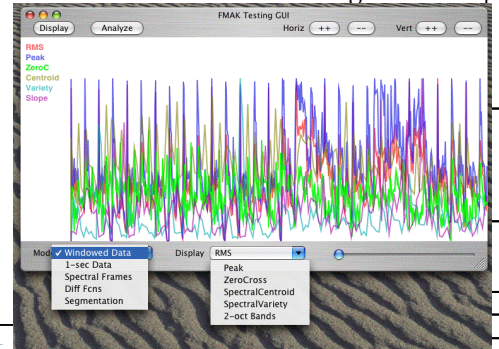 FMAK Testing GUI
Display Analyze Horiz ++ -- Vert ++ --
RMS
Peak
ZeroC
Centroid
Variety
Slope
Mod ✓ Windowed Data Display RMS
1-sec Data
Spectral Frames
Diff Fcns
Segmentation
Peak
ZeroCross
SpectralCentroid
SpectralVariety
2-oct Bands